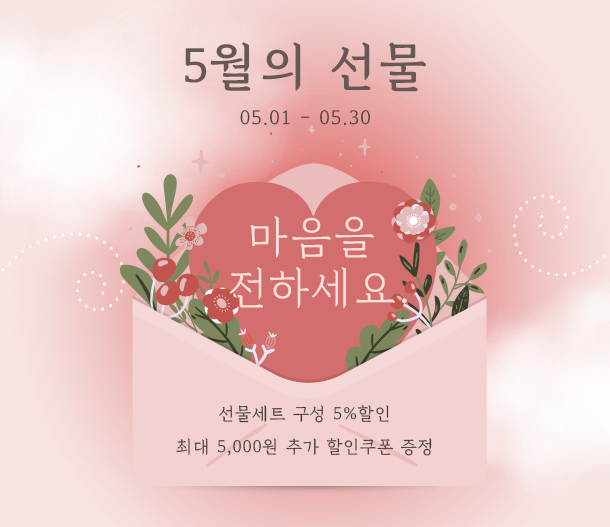 5월의 선물
05.01 - 05.30
마음을
전하세요.
선물세트 구성 5%할인
최대 5,000원 추가 할인쿠폰 증정